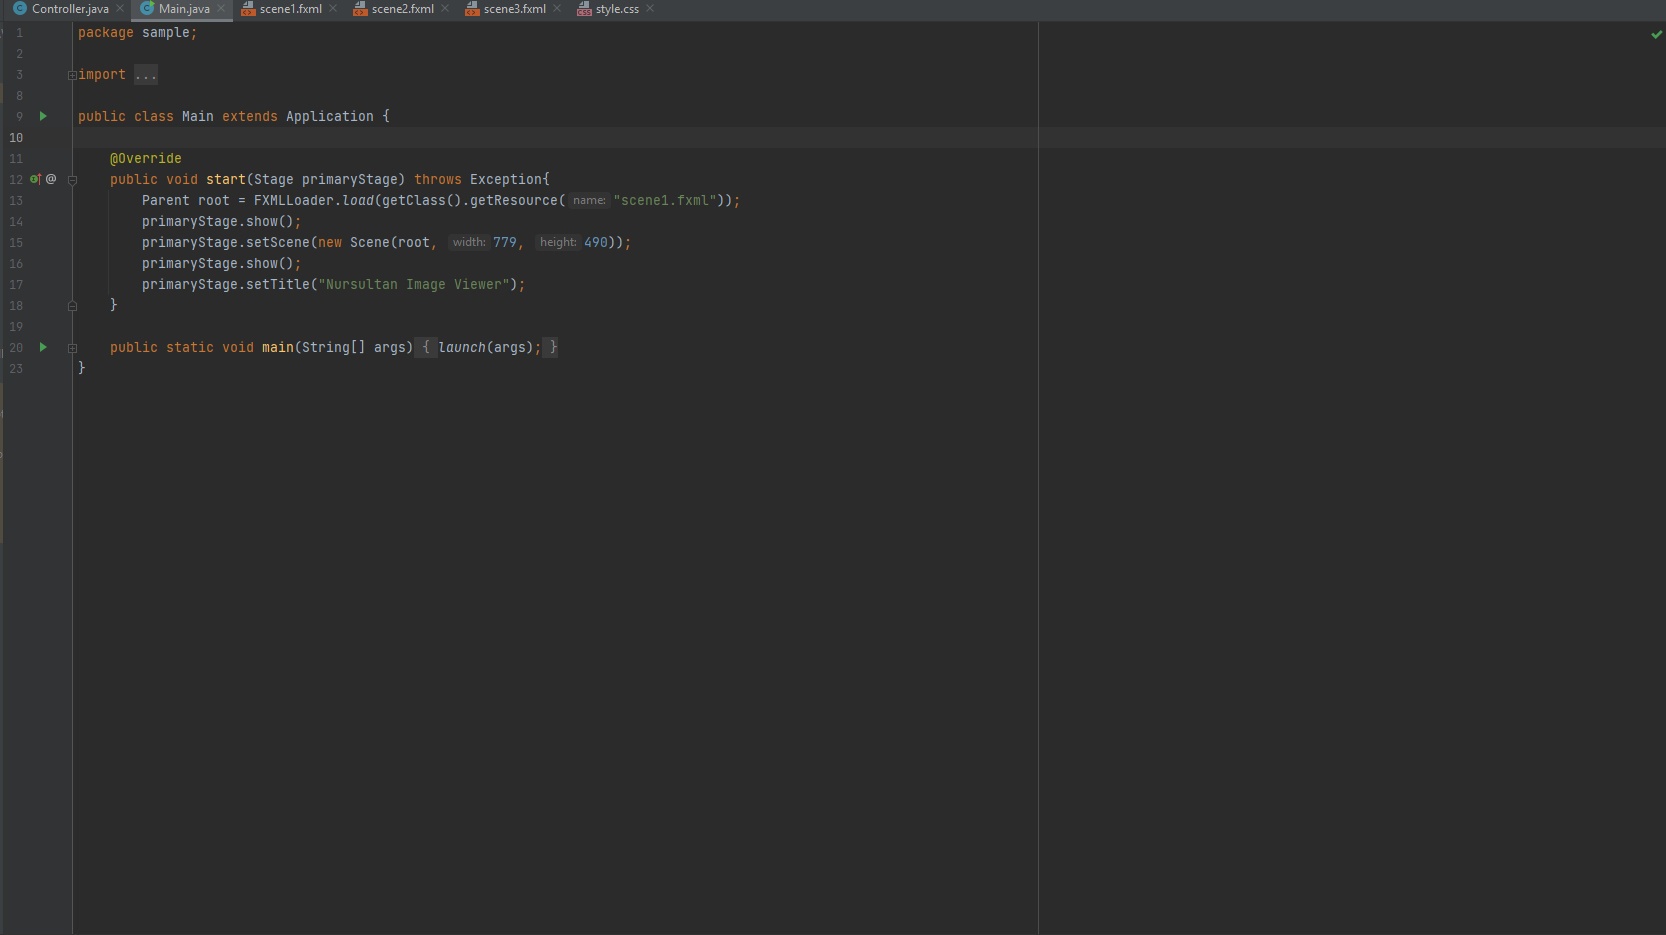 Controller.java Main.java scene1.fxml scene2.fxml scene3.fxml style.css
1 package sample;
2
3 import ...
8
9 public class Main extends Application {
10
11 @Override
12 @ public void start(Stage primaryStage) throws Exception{
13 Parent root = FXMLLoader.load(getClass().getResource( name: "scene1.fxml"));
14 primaryStage.show();
15 primaryStage.setScene(new Scene(root, width: 779, height: 490));
16 primaryStage.show();
17 primaryStage.setTitle("Nursultan Image Viewer");
18 }
19
20 public static void main(String[] args) { launch(args); }
23 }